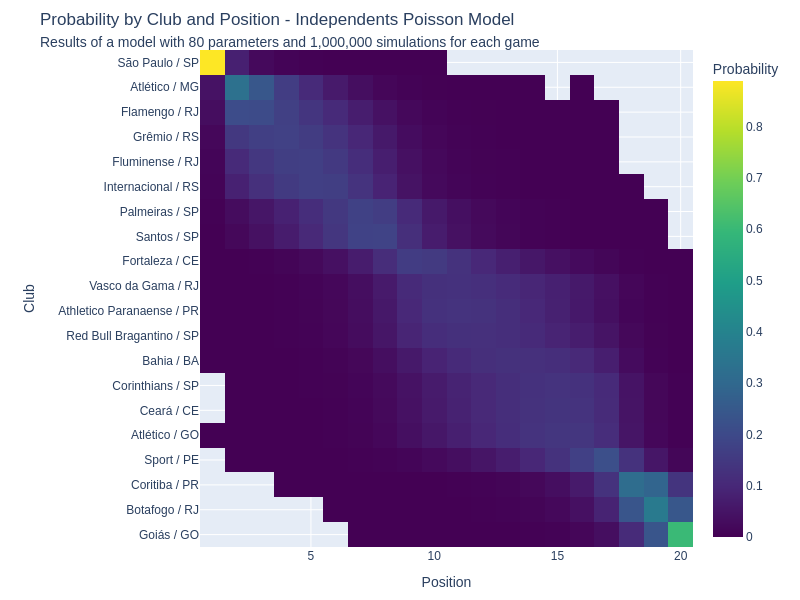 Probability by Club and Position - Independents Poisson Model
Results of a model with 80 parameters and 1,000,000 simulations for each game
Probability
São Paulo / SP
Atlético / MG
Flamengo / RJ
Grêmio / RS
Fluminense / RJ
Internacional / RS
Palmeiras / SP
Santos / SP
Fortaleza / CE
Vasco da Gama / RJ
Athletico Paranaense / PR
Red Bull Bragantino / SP
Bahia / BA
Corinthians / SP
Ceará / CE
Atlético / GO
Sport / PE
Coritiba / PR
Botafogo / RJ
Goiás / GO
Club
5
10
15
20
Position
0.8
0.7
0.6
0.5
0.4
0.3
0.2
0.1
0